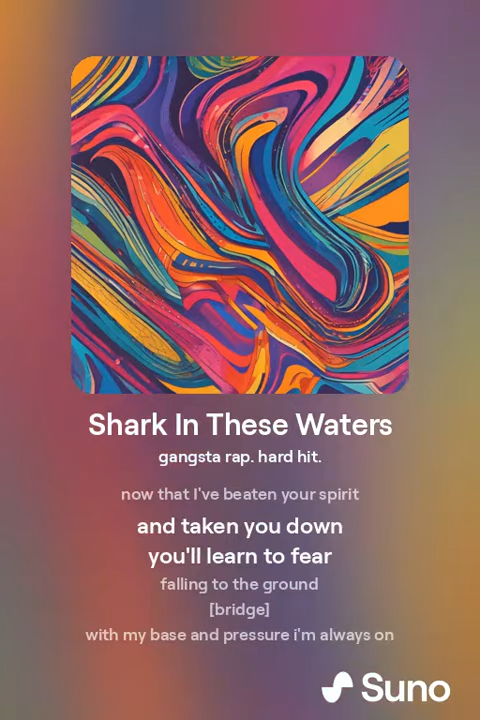 Shark In These Waters
gangsta rap. hard hit.
now that I've beaten your spirit
and taken you down
you'll learn to fear
falling to the ground
[bridge]
with my base and pressure i'm always on
Suno